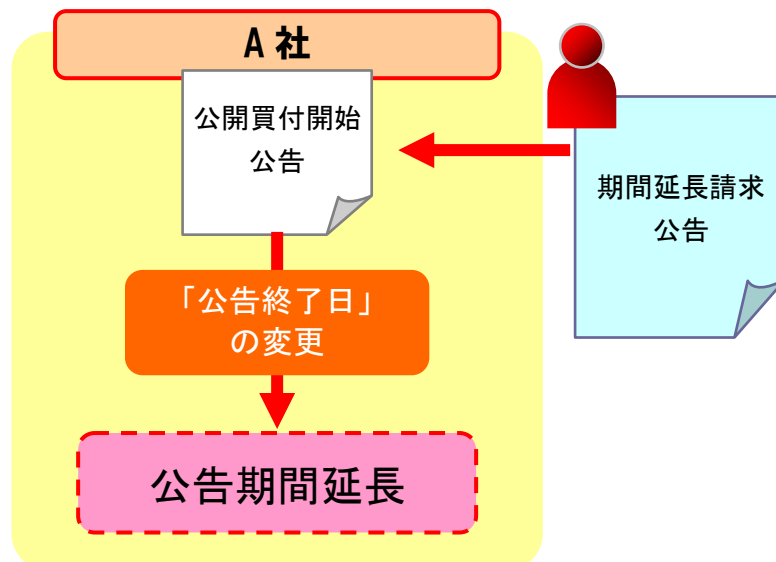 A社
公開買付開始
公告
期間延長請求
公告
「公告終了日」
の変更
公告期間延長